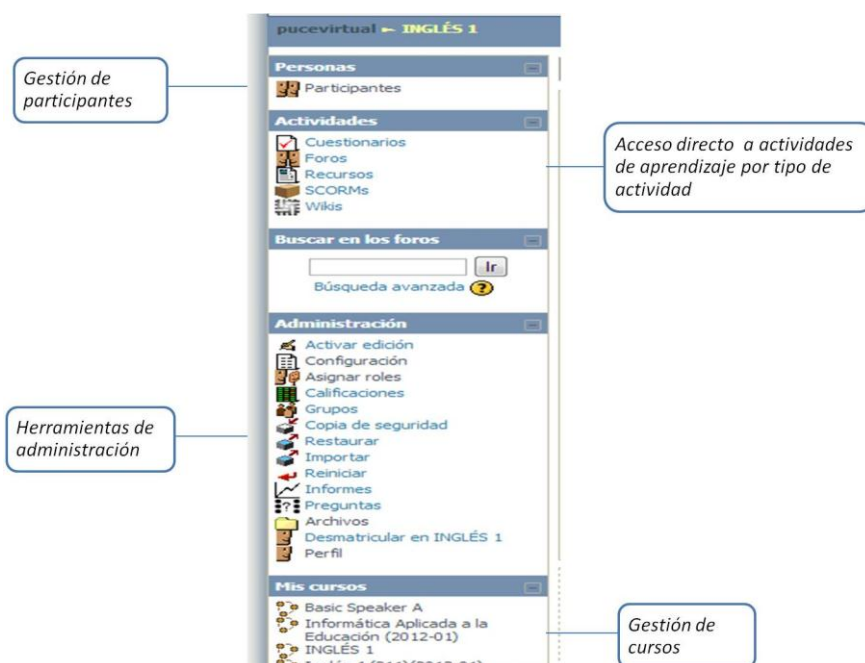 pucevirtual ► INGLÉS 1
Personas
Participantes
Gestión de
participantes
Actividades
Cuestionarios
Foros
Recursos
SCORMs
Wikis
Acceso directo a actividades
de aprendizaje por tipo de
actividad
Buscar en los foros
Ir
Búsqueda avanzada ?
Administración
Activar edición
Configuración
Asignar roles
Calificaciones
Grupos
Copia de seguridad
Restaurar
Importar
Reiniciar
Informes
Preguntas
Archivos
Desmatricular en INGLÉS 1
Perfil
Herramientas de
administración
Mis cursos
Basic Speaker A
Informática Aplicada a la
Educación (2012-01)
INGLÉS 1
Gestión de
cursos